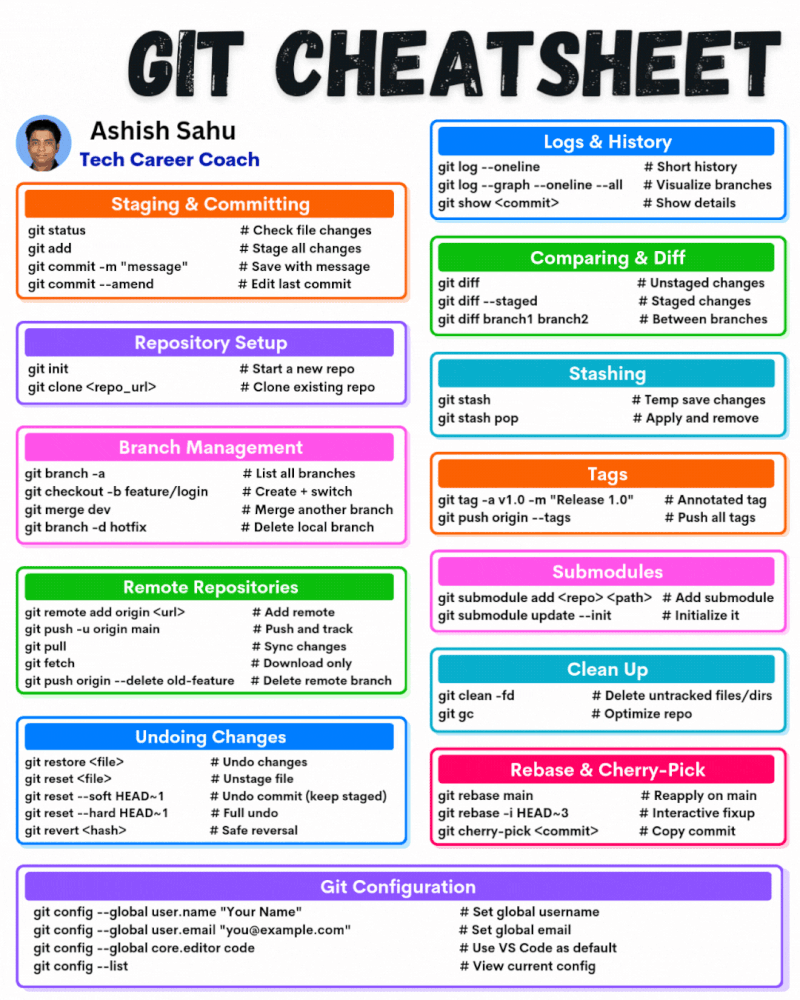 GIT CHEATSHEET
Ashish Sahu
Tech Career Coach
Staging & Committing
git status # Check file changes
git add # Stage all changes
git commit -m "message" # Save with message
git commit --amend # Edit last commit
Repository Setup
git init # Start a new repo
git clone <repo_url> # Clone existing repo
Branch Management
git branch -a # List all branches
git checkout -b feature/login # Create + switch
git merge dev # Merge another branch
git branch -d hotfix # Delete local branch
Remote Repositories
git remote add origin <url> # Add remote
git push -u origin main # Push and track
git pull # Sync changes
git fetch # Download only
git push origin --delete old-feature # Delete remote branch
Undoing Changes
git restore <file> # Undo changes
git reset <file> # Unstage file
git reset --soft HEAD~1 # Undo commit (keep staged)
git reset --hard HEAD~1 # Full undo
git revert <hash> # Safe reversal
Logs & History
git log --oneline # Short history
git log --graph --oneline --all # Visualize branches
git show <commit> # Show details
Comparing & Diff
git diff # Unstaged changes
git diff --staged # Staged changes
git diff branch1 branch2 # Between branches
Stashing
git stash # Temp save changes
git stash pop # Apply and remove
Tags
git tag -a v1.0 -m "Release 1.0" # Annotated tag
git push origin --tags # Push all tags
Submodules
git submodule add <repo> <path> # Add submodule
git submodule update --init # Initialize it
Clean Up
git clean -fd # Delete untracked files/dirs
git gc # Optimize repo
Rebase & Cherry-Pick
git rebase main # Reapply on main
git rebase -i HEAD~3 # Interactive fixup
git cherry-pick <commit> # Copy commit
Git Configuration
git config --global user.name "Your Name" # Set global username
git config --global user.email "you@example.com" # Set global email
git config --global core.editor code # Use VS Code as default
git config --list # View current config